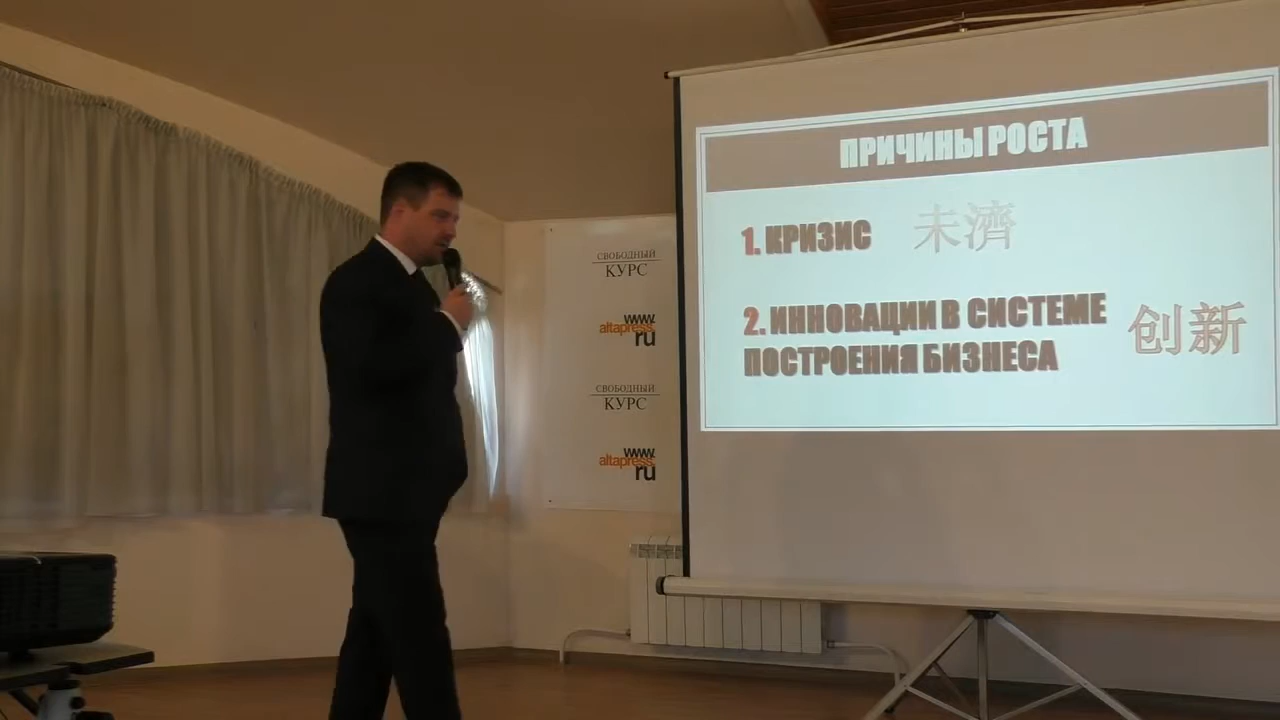 ПРИЧИНЫ РОСТА
1. КРИЗИС 未濟
2. ИННОВАЦИИ В СИСТЕМЕ
ПОСТРОЕНИЯ БИЗНЕСА 创新
СВОБОДНЫЙ
КУРС
www.
altapress.
ru
СВОБОДНЫЙ
КУРС
www.
altapress.
ru